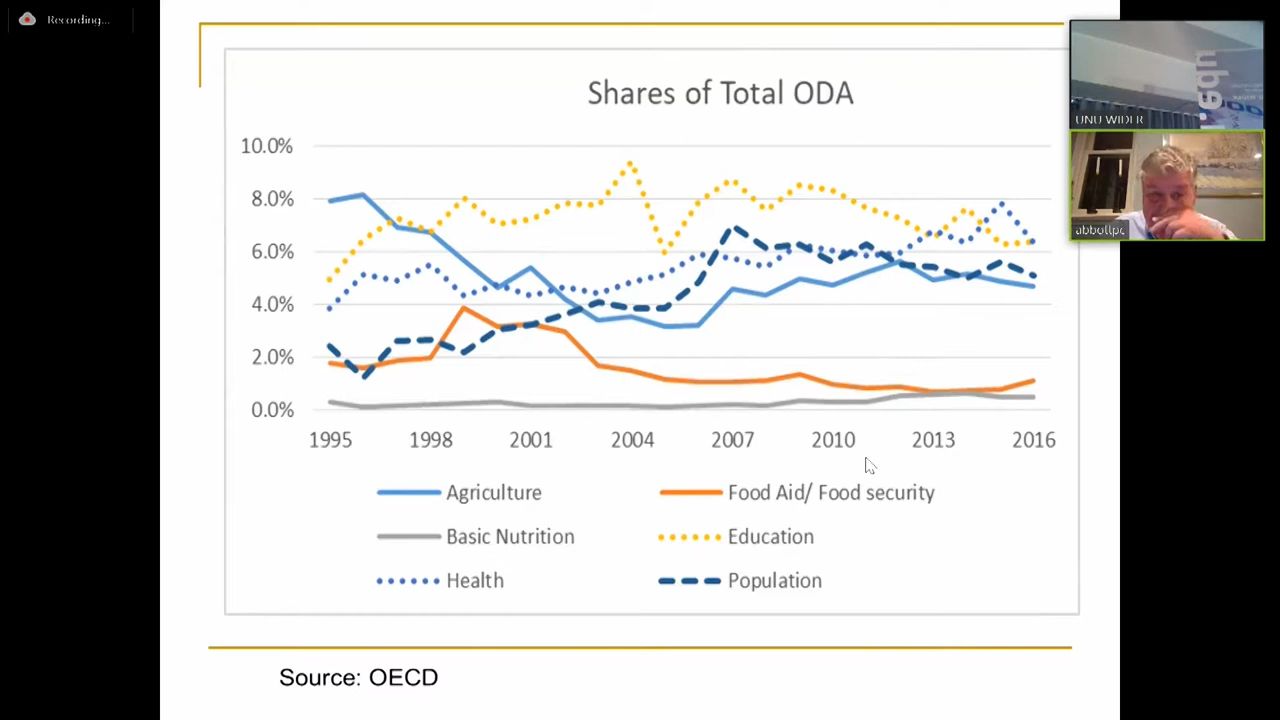 Recording...
Shares of Total ODA
10.0%
8.0%
6.0%
4.0%
2.0%
0.0%
1995 1998 2001 2004 2007 2010 2013 2016
Agriculture Food Aid/ Food security
Basic Nutrition Education
Health Population
Source: OECD
uba
UNU WIDER
abbottpc